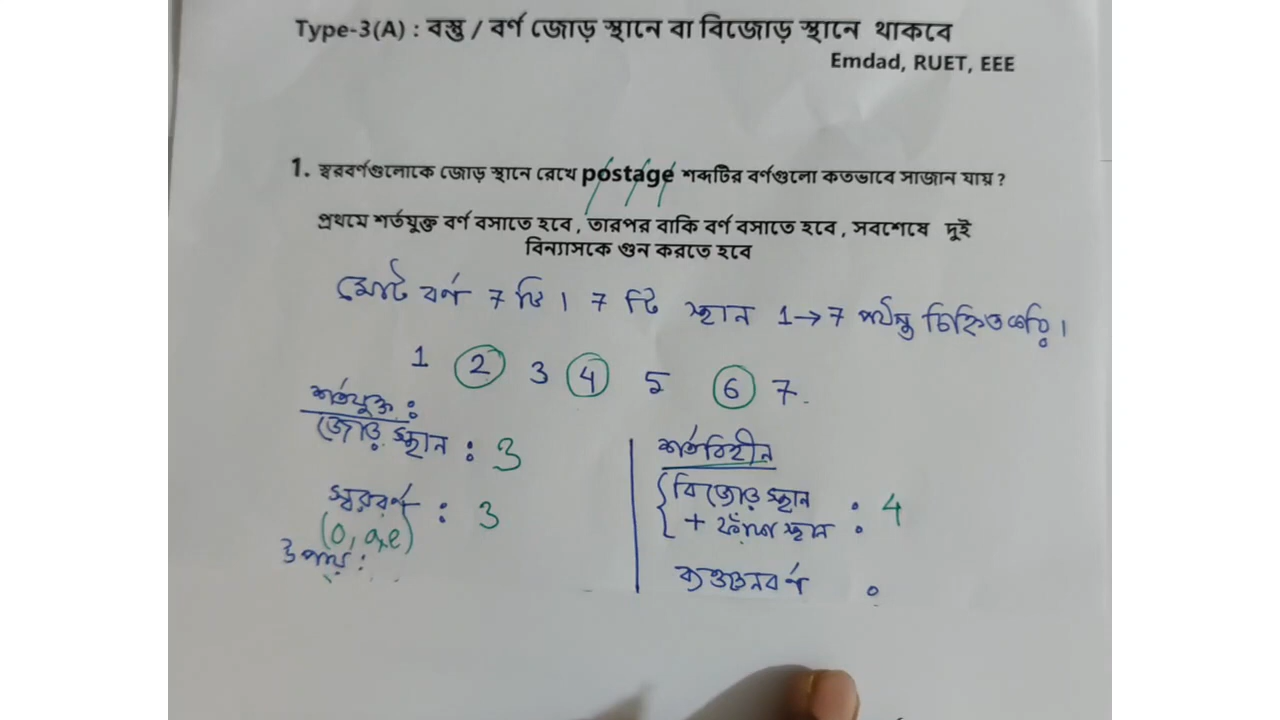 Type-3(A) : বস্তু / বর্ণ জোড় স্থানে বা বিজোড় স্থানে থাকবে
Emdad, RUET, EEE
1. স্বরবর্ণগুলোকে জোড় স্থানে রেখে postage শব্দটির বর্ণগুলো কতভাবে সাজান যায় ?
প্রথমে শর্তযুক্ত বর্ণ বসাতে হবে , তারপর বাকি বর্ণ বসাতে হবে , সবশেষে দুই
বিন্যাসকে গুন করতে হবে
মোট বর্ণ 7 টি । 7 টি স্থান 1→7 পর্যন্ত চিহ্নিত করি ।
1 2 3 4 5 6 7
শর্তযুক্ত :
জোড় স্থান : 3
স্বরবর্ণ : 3
(o, a, e)
উপায় :
শর্তবিহীন
বিজোড় স্থান
+ ফাঁকা স্থান : 4
ব্যঞ্জনবর্ণ :